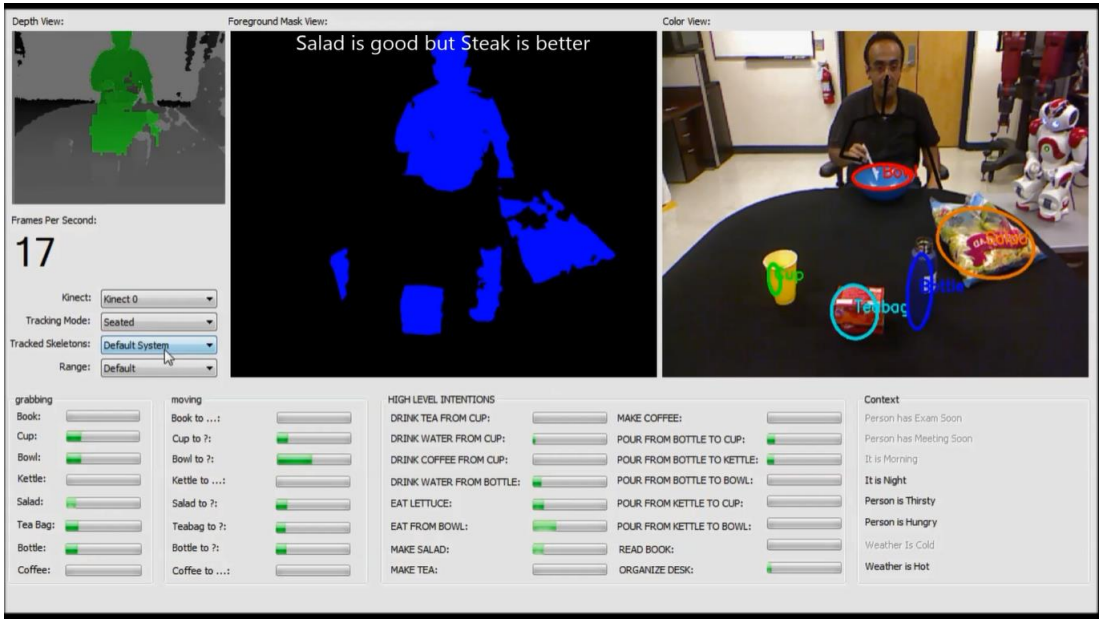 Depth View:
Foreground Mask View:
Color View:
Salad is good but Steak is better
Bowl
Cup
Teabag
Bottle
Frames Per Second:
17
Kinect: Kinect 0
Tracking Mode: Seated
Tracked Skeletons: Default System
Range: Default
grabbing
Book:
Cup:
Bowl:
Kettle:
Salad:
Tea Bag:
Bottle:
Coffee:
moving
Book to ...:
Cup to ?:
Bowl to ?:
Kettle to ...:
Salad to ?:
Teabag to ?:
Bottle to ?:
Coffee to ...:
HIGH LEVEL INTENTIONS
DRINK TEA FROM CUP:
DRINK WATER FROM CUP:
DRINK COFFEE FROM CUP:
DRINK WATER FROM BOTTLE:
EAT LETTUCE:
EAT FROM BOWL:
MAKE SALAD:
MAKE TEA:
MAKE COFFEE:
POUR FROM BOTTLE TO CUP:
POUR FROM BOTTLE TO KETTLE:
POUR FROM BOTTLE TO BOWL:
POUR FROM KETTLE TO CUP:
POUR FROM KETTLE TO BOWL:
READ BOOK:
ORGANIZE DESK:
Context
Person has Exam Soon
Person has Meeting Soon
It is Morning
It is Night
Person is Thirsty
Person is Hungry
Weather Is Cold
Weather is Hot